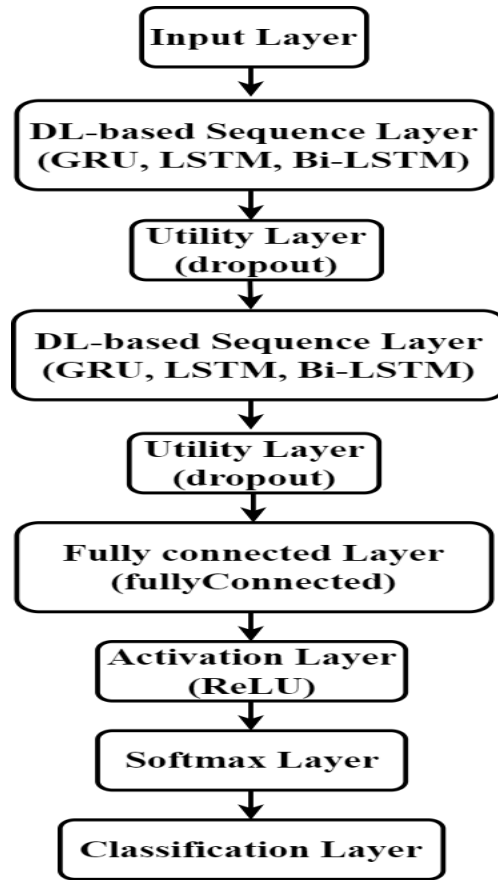 Input Layer
DL-based Sequence Layer
(GRU, LSTM, Bi-LSTM)
Utility Layer
(dropout)
DL-based Sequence Layer
(GRU, LSTM, Bi-LSTM)
Utility Layer
(dropout)
Fully connected Layer
(fullyConnected)
Activation Layer
(ReLU)
Softmax Layer
Classification Layer